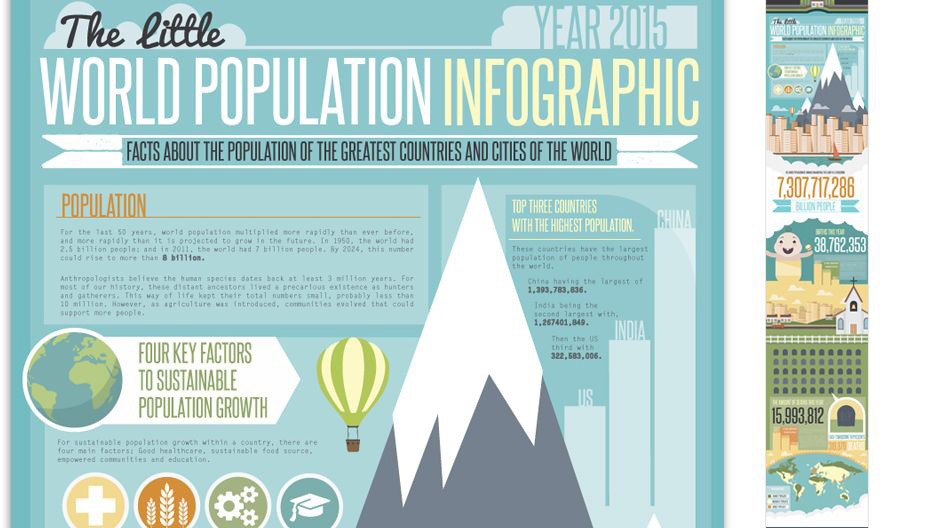 The Little
YEAR 2015
WORLD POPULATION INFOGRAPHIC
FACTS ABOUT THE POPULATION OF THE GREATEST COUNTRIES AND CITIES OF THE WORLD
POPULATION
For the last 50 years, world population multiplied more rapidly than ever before,
and more rapidly than it is projected to grow in the future. In 1950, the world had
2.5 billion people; and in 2011, the world had 7 billion people. By 2024, this number
could rise to more than 8 billion.
Anthropologists believe the human species dates back at least 3 million years. For
most of our history, these distant ancestors lived a precarious existence as hunters
and gatherers. This way of life kept their total numbers small, probably less than
10 million. However, as agriculture was introduced, communities evolved that could
support more people.
TOP THREE COUNTRIES
WITH THE HIGHEST POPULATION.
These countries have the largest
population of people throughout
the world.
China having the largest of
1,393,783,836.
India being the
second largest with,
1,267401,849.
Then the US
third with
322,583,006.
CHINA
INDIA
US
FOUR KEY FACTORS
TO SUSTAINABLE
POPULATION GROWTH
For sustainable population growth within a country, there are
four main factors; Good healthcare, sustainable food source,
empowered communities and education.
The Little
WORLD POPULATION INFOGRAPHIC
7,307,717,286
BILLION PEOPLE
BIRTHS THIS YEAR
38,762,353
15,993,812